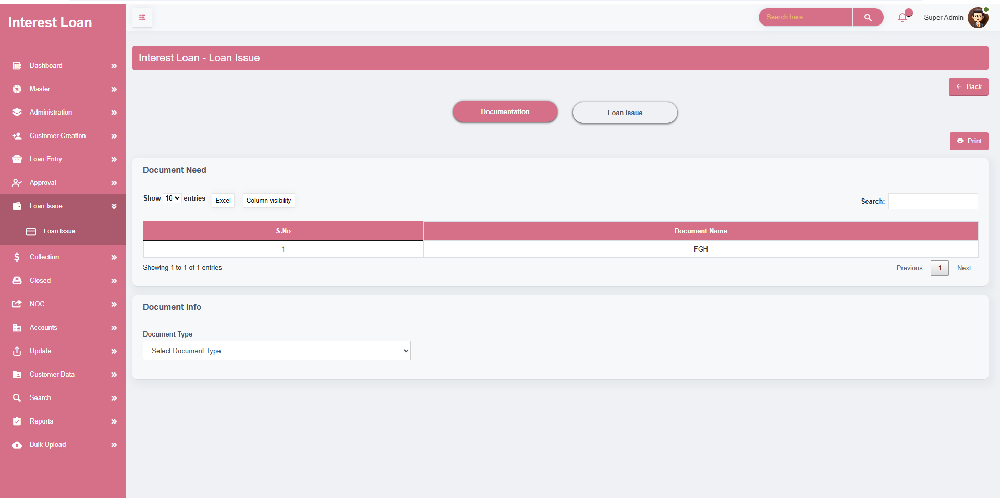 Interest Loan
Search here ...
Super Admin
Dashboard
Master
Administration
Customer Creation
Loan Entry
Approval
Loan Issue
Loan Issue
Collection
Closed
NOC
Accounts
Update
Customer Data
Search
Reports
Bulk Upload
Interest Loan - Loan Issue
Back
Documentation
Loan Issue
Print
Document Need
Show 10 entries
Excel
Column visibility
Search:
S.No
Document Name
1
FGH
Showing 1 to 1 of 1 entries
Previous
1
Next
Document Info
Document Type
Select Document Type